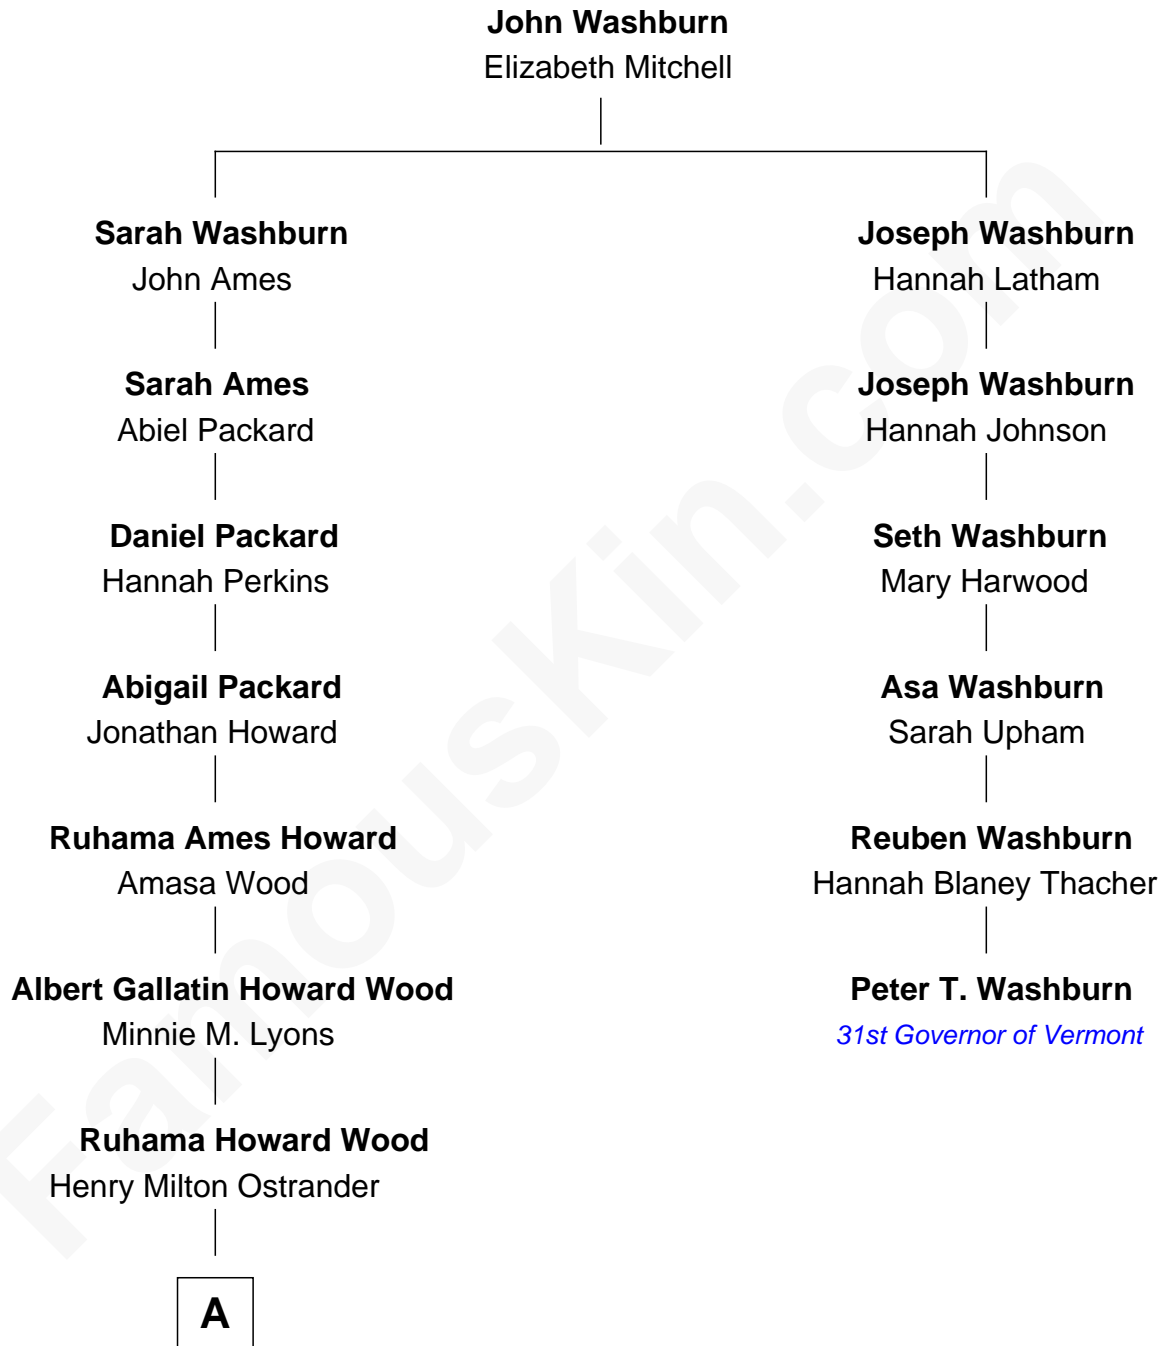 John Washburn
Elizabeth Mitchell
Sarah Washburn
John Ames
Joseph Washburn
Hannah Latham
Sarah Ames
Abiel Packard
Joseph Washburn
Hannah Johnson
Daniel Packard
Hannah Perkins
Seth Washburn
Mary Harwood
Abigail Packard
Jonathan Howard
Asa Washburn
Sarah Upham
Ruhama Ames Howard
Amasa Wood
Reuben Washburn
Hannah Blaney Thacher
Albert Gallatin Howard Wood
Minnie M. Lyons
Peter T. Washburn
31st Governor of Vermont
Ruhama Howard Wood
Henry Milton Ostrander
A
FamousKin.com